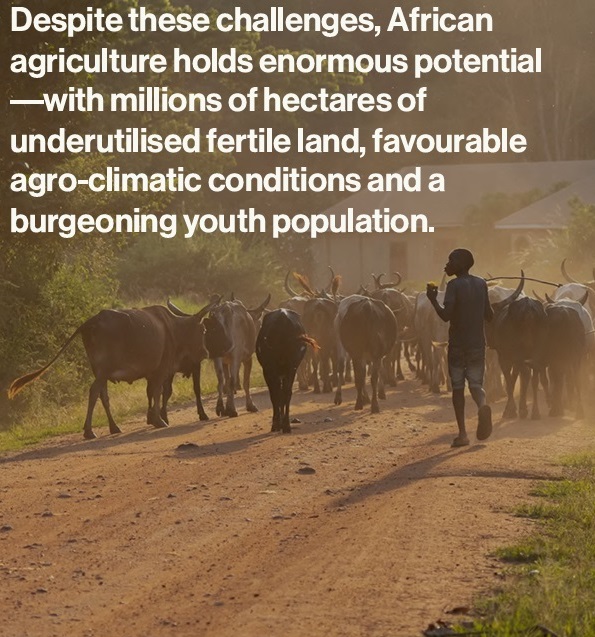 Despite these challenges, African
agriculture holds enormous potential
—with millions of hectares of
underutilised fertile land, favourable
agro-climatic conditions and a
burgeoning youth population.